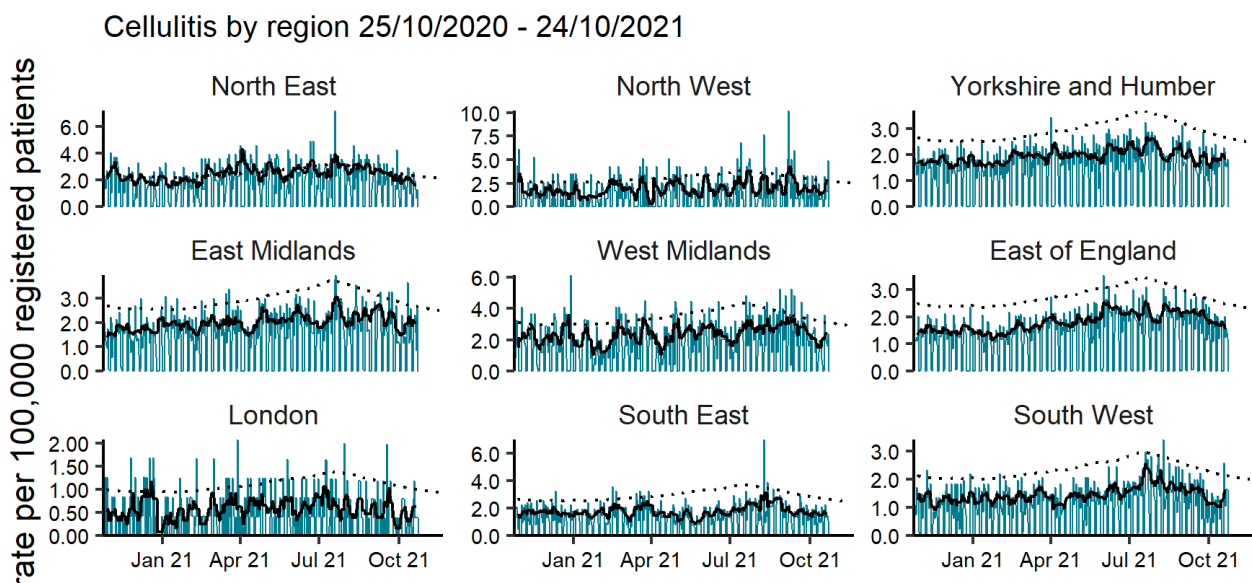 Cellulitis by region 25/10/2020 - 24/10/2021
rate per 100,000 registered patients
North East
6.0
4.0
2.0
0.0
North West
10.0
7.5
5.0
2.5
0.0
Yorkshire and Humber
3.0
2.0
1.0
0.0
East Midlands
3.0
2.0
1.0
0.0
West Midlands
6.0
4.0
2.0
0.0
East of England
3.0
2.0
1.0
0.0
London
2.00
1.50
1.00
0.50
0.00
Jan 21 Apr 21 Jul 21 Oct 21
South East
6.0
4.0
2.0
0.0
Jan 21 Apr 21 Jul 21 Oct 21
South West
3.0
2.0
1.0
0.0
Jan 21 Apr 21 Jul 21 Oct 21